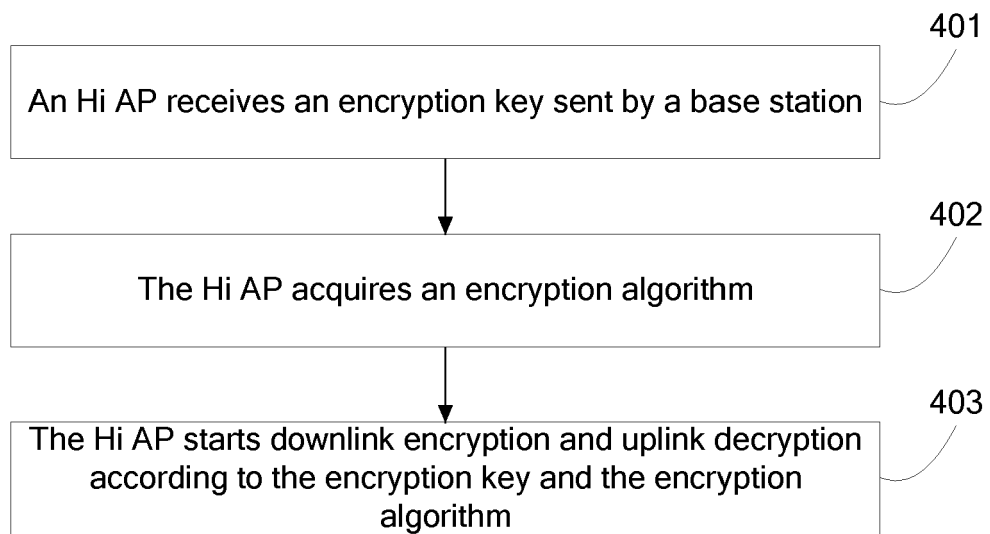 401
An Hi AP receives an encryption key sent by a base station
402
The Hi AP acquires an encryption algorithm
403
The Hi AP starts downlink encryption and uplink decryption
according to the encryption key and the encryption
algorithm